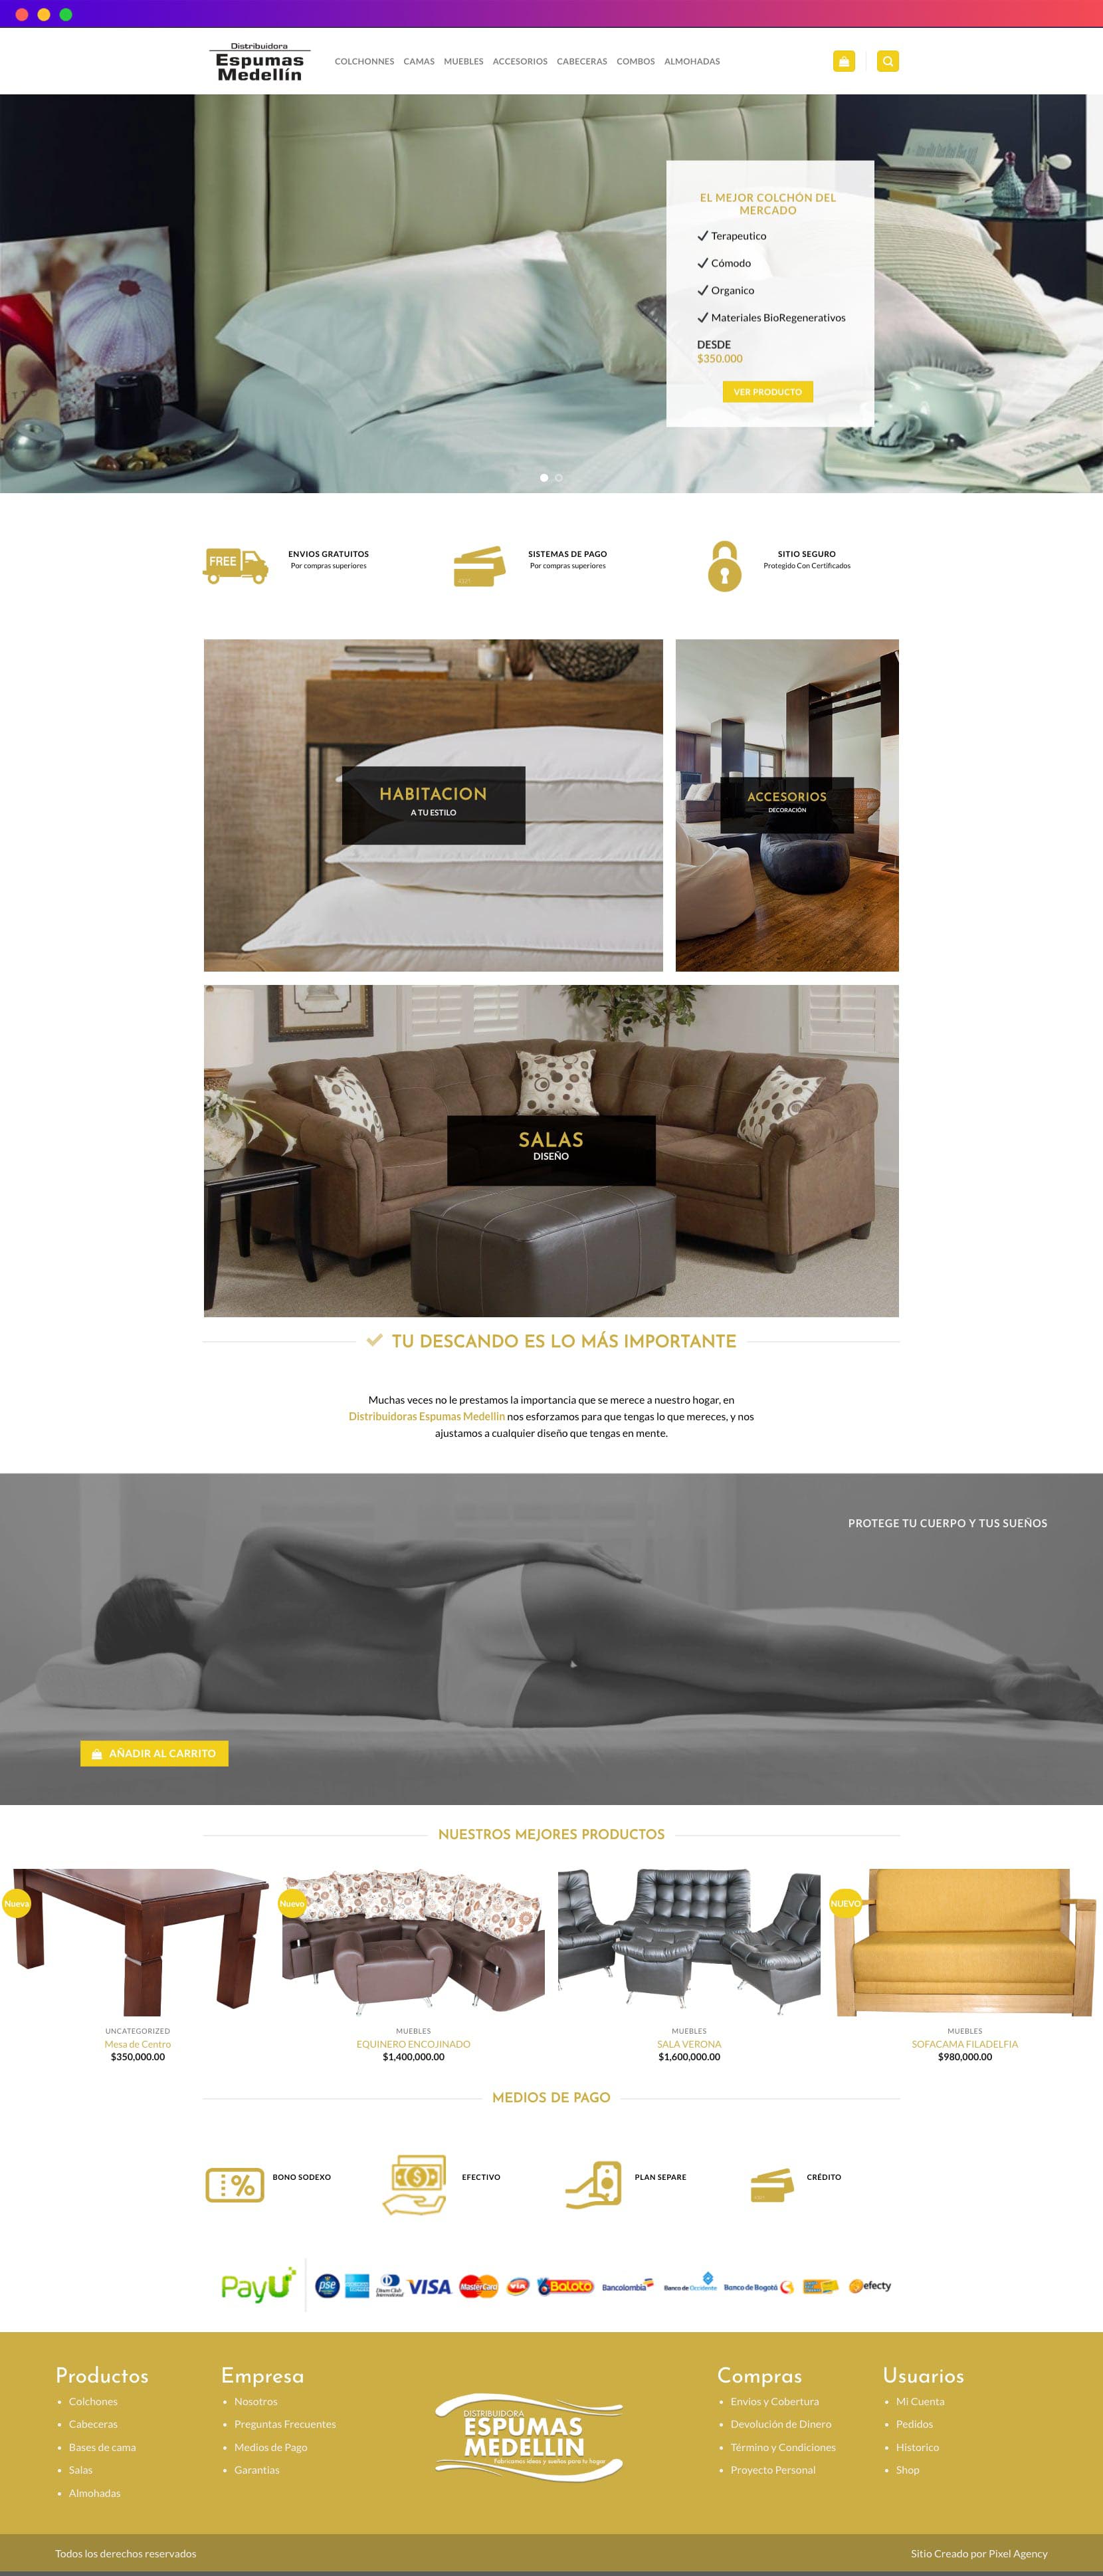 Distribuidora
Espumas
Medellín
COLCHONNES CAMAS MUEBLES ACCESORIOS CABECERAS COMBOS ALMOHADAS
EL MEJOR COLCHÓN DEL
MERCADO
Terapeutico
Cómodo
Organico
Materiales BioRegenerativos
DESDE
$350.000
VER PRODUCTO
FREE
ENVIOS GRATUITOS
Por compras superiores
SISTEMAS DE PAGO
Por compras superiores
SITIO SEGURO
Protegido Con Certificados
HABITACION
A TU ESTILO
ACCESORIOS
DECORACIÓN
SALAS
DISEÑO
TU DESCANDO ES LO MÁS IMPORTANTE
Muchas veces no le prestamos la importancia que se merece a nuestro hogar, en
Distribuidoras Espumas Medellin nos esforzamos para que tengas lo que mereces, y nos
ajustamos a cualquier diseño que tengas en mente.
PROTEGE TU CUERPO Y TUS SUEÑOS
AÑADIR AL CARRITO
NUESTROS MEJORES PRODUCTOS
Nueva
UNCATEGORIZED
Mesa de Centro
$350,000.00
Nuevo
MUEBLES
EQUINERO ENCOJINADO
$1,400,000.00
MUEBLES
SALA VERONA
$1,600,000.00
NUEVO
MUEBLES
SOFACAMA FILADELFIA
$980,000.00
MEDIOS DE PAGO
%
BONO SODEXO
$
EFECTIVO
PLAN SEPARE
CRÉDITO
PayU pse AMERICAN EXPRESS Diners Club International VISA MasterCard VIA Baloto Bancolombia Banco de Occidente Banco de Bogotá efecty
Productos
Colchones
Cabeceras
Bases de cama
Salas
Almohadas
Empresa
Nosotros
Preguntas Frecuentes
Medios de Pago
Garantias
DISTRIBUIDORA
ESPUMAS
MEDELLIN
Fabricamos ideas y sueños para tu hogar
Compras
Envios y Cobertura
Devolución de Dinero
Término y Condiciones
Proyecto Personal
Usuarios
Mi Cuenta
Pedidos
Historico
Shop
Todos los derechos reservados
Sitio Creado por Pixel Agency